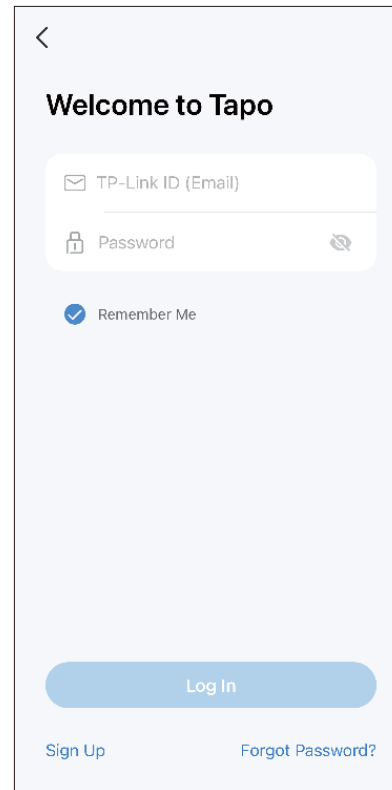 Welcome to Tapo
TP-Link ID (Email)
Password
Remember Me
Log In
Sign Up
Forgot Password?